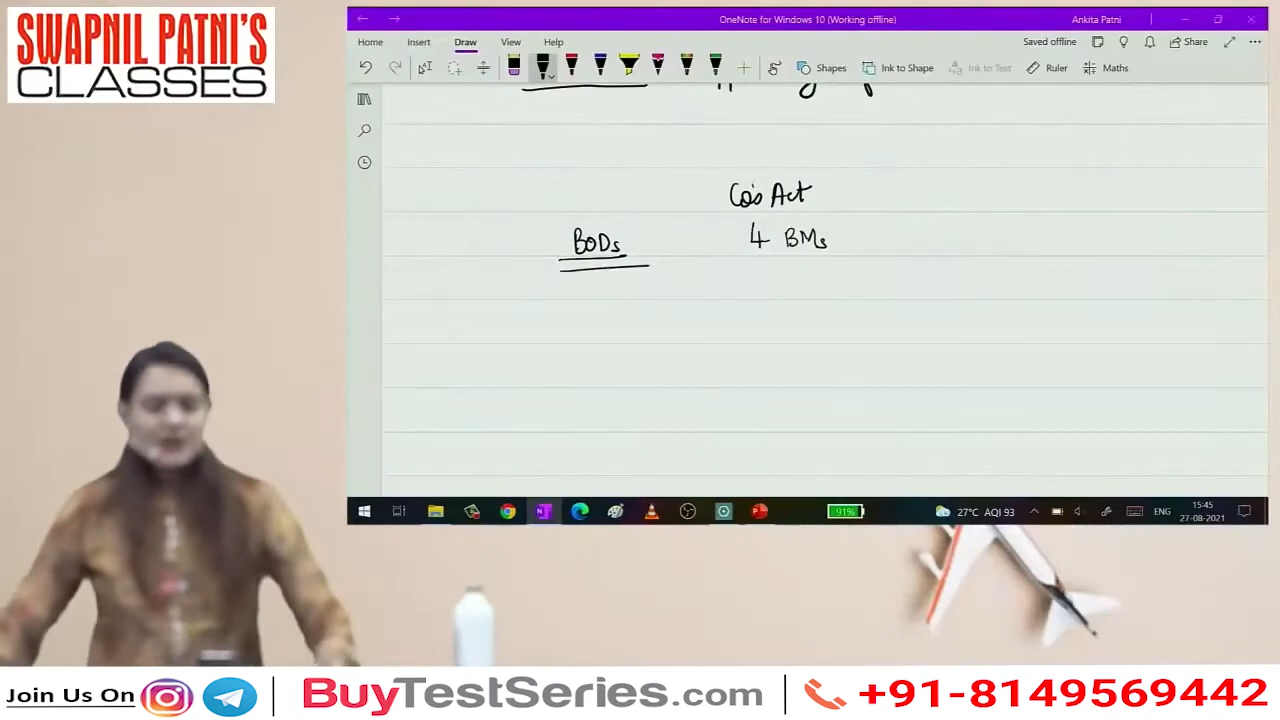 SWAPNIL PATNI'S
CLASSES
OneNote for Windows 10 (Working offline)
Ankita Patni
Home Insert Draw View Help
Saved offline
Share
Shapes
Ink to Shape
Ink to Text
Ruler
Maths
Co's Act
BODs
4 BMs
91%
27°C AQI 93
ENG
15:45
27-08-2021
Join Us On
BuyTestSeries.com
+91-8149569442